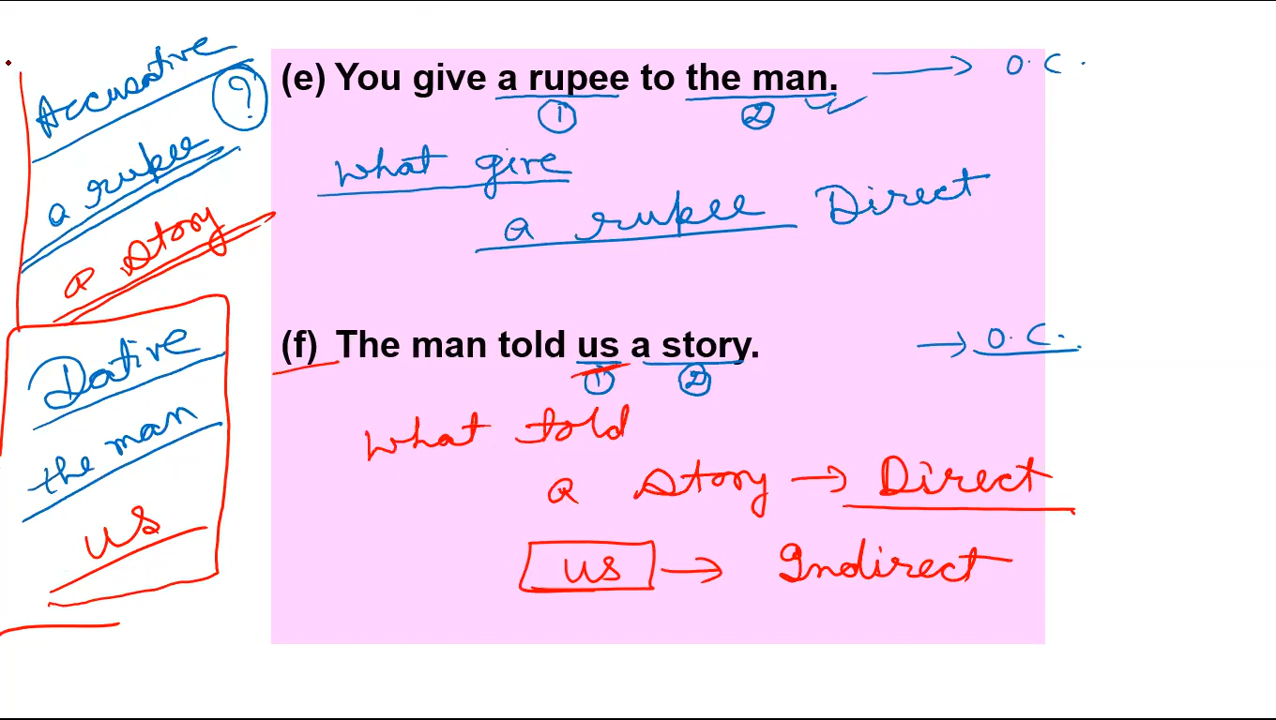 Accusative
?
a rupee
a story
Dative
the man
us
(e) You give a rupee to the man. → O.C.
1 2
What give
a rupee Direct
(f) The man told us a story. → O.C.
1 2
What told
a story → Direct
us → Indirect